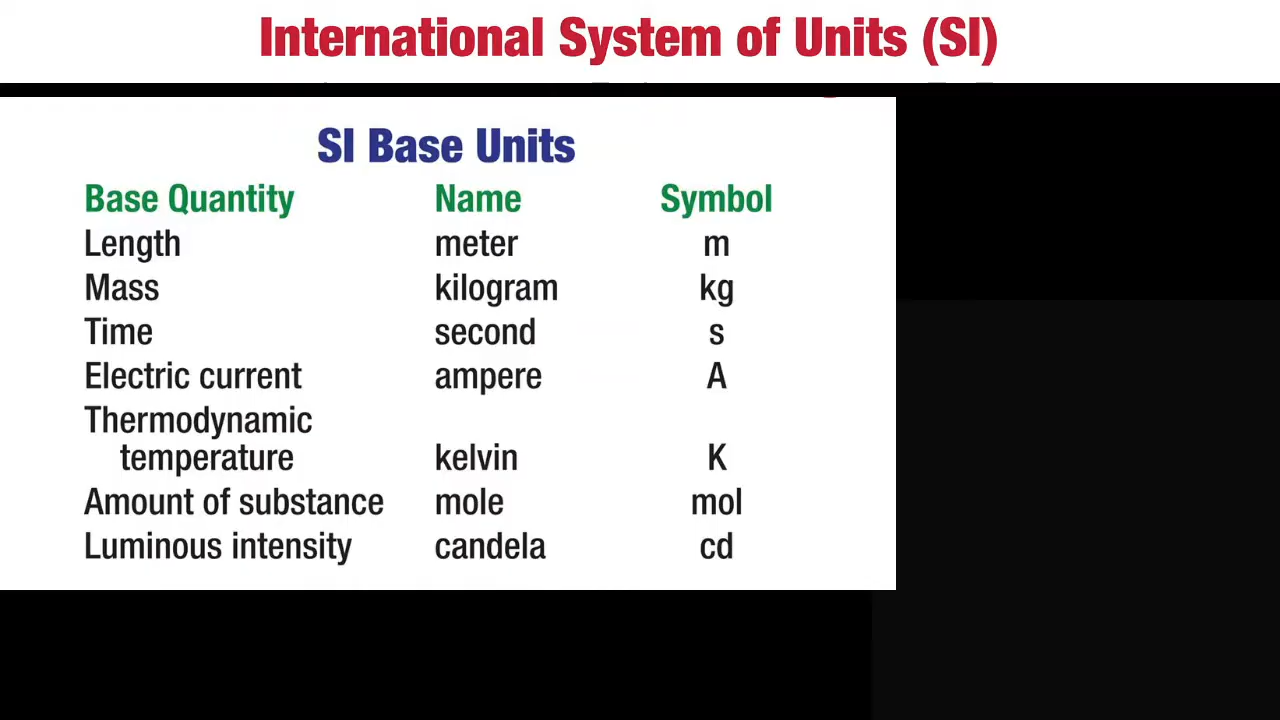 International System of Units (SI)
SI Base Units
Base Quantity Name Symbol
Length meter m
Mass kilogram kg
Time second s
Electric current ampere A
Thermodynamic
temperature kelvin K
Amount of substance mole mol
Luminous intensity candela cd